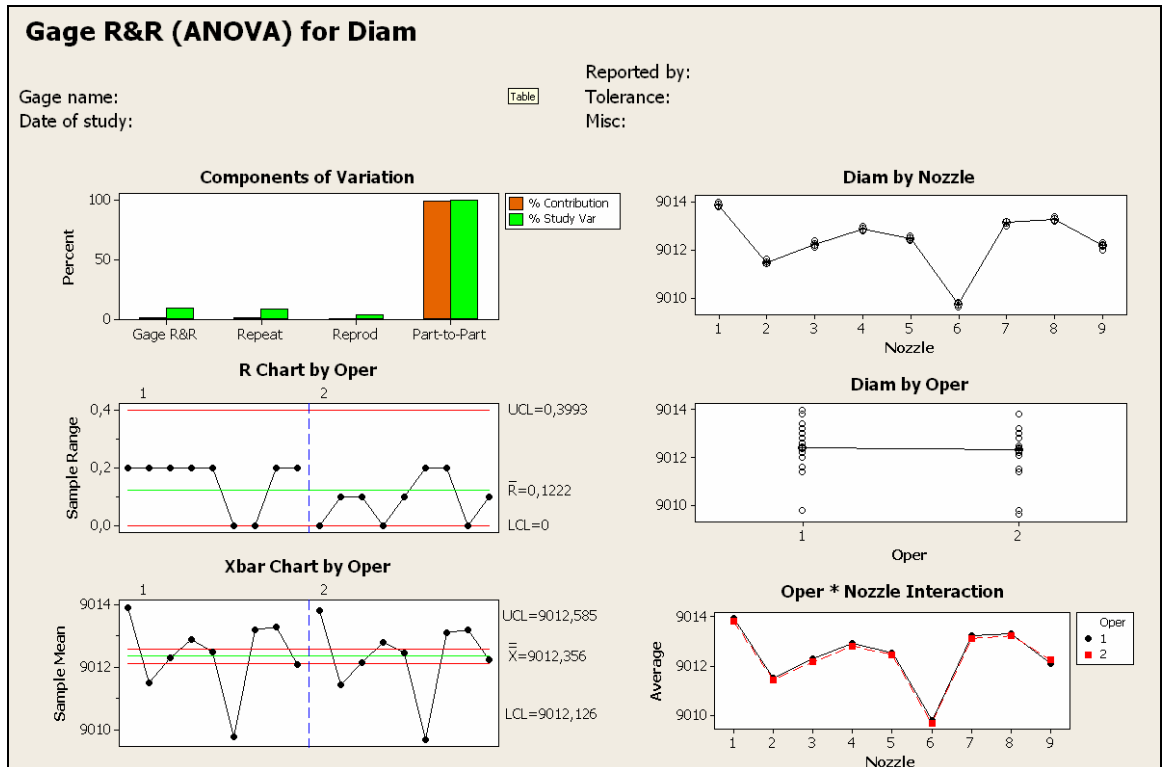 Gage R&R (ANOVA) for Diam
Reported by:
Gage name:
Table
Tolerance:
Date of study:
Misc:
Components of Variation
Percent
100
50
0
Gage R&R Repeat Reprod Part-to-Part
% Contribution
% Study Var
R Chart by Oper
1 2
Sample Range
0,4
0,2
0,0
UCL=0,3993
R=0,1222
LCL=0
Xbar Chart by Oper
1 2
Sample Mean
9014
9012
9010
UCL=9012,585
X=9012,356
LCL=9012,126
Diam by Nozzle
9014
9012
9010
1 2 3 4 5 6 7 8 9
Nozzle
Diam by Oper
9014
9012
9010
1 2
Oper
Oper * Nozzle Interaction
Average
9014
9012
9010
1 2 3 4 5 6 7 8 9
Nozzle
Oper
1
2